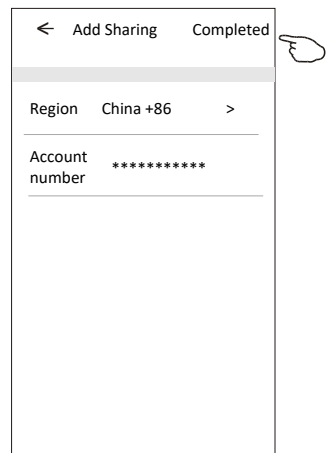 ← Add Sharing Completed
Region China +86 >
Account
number ***********